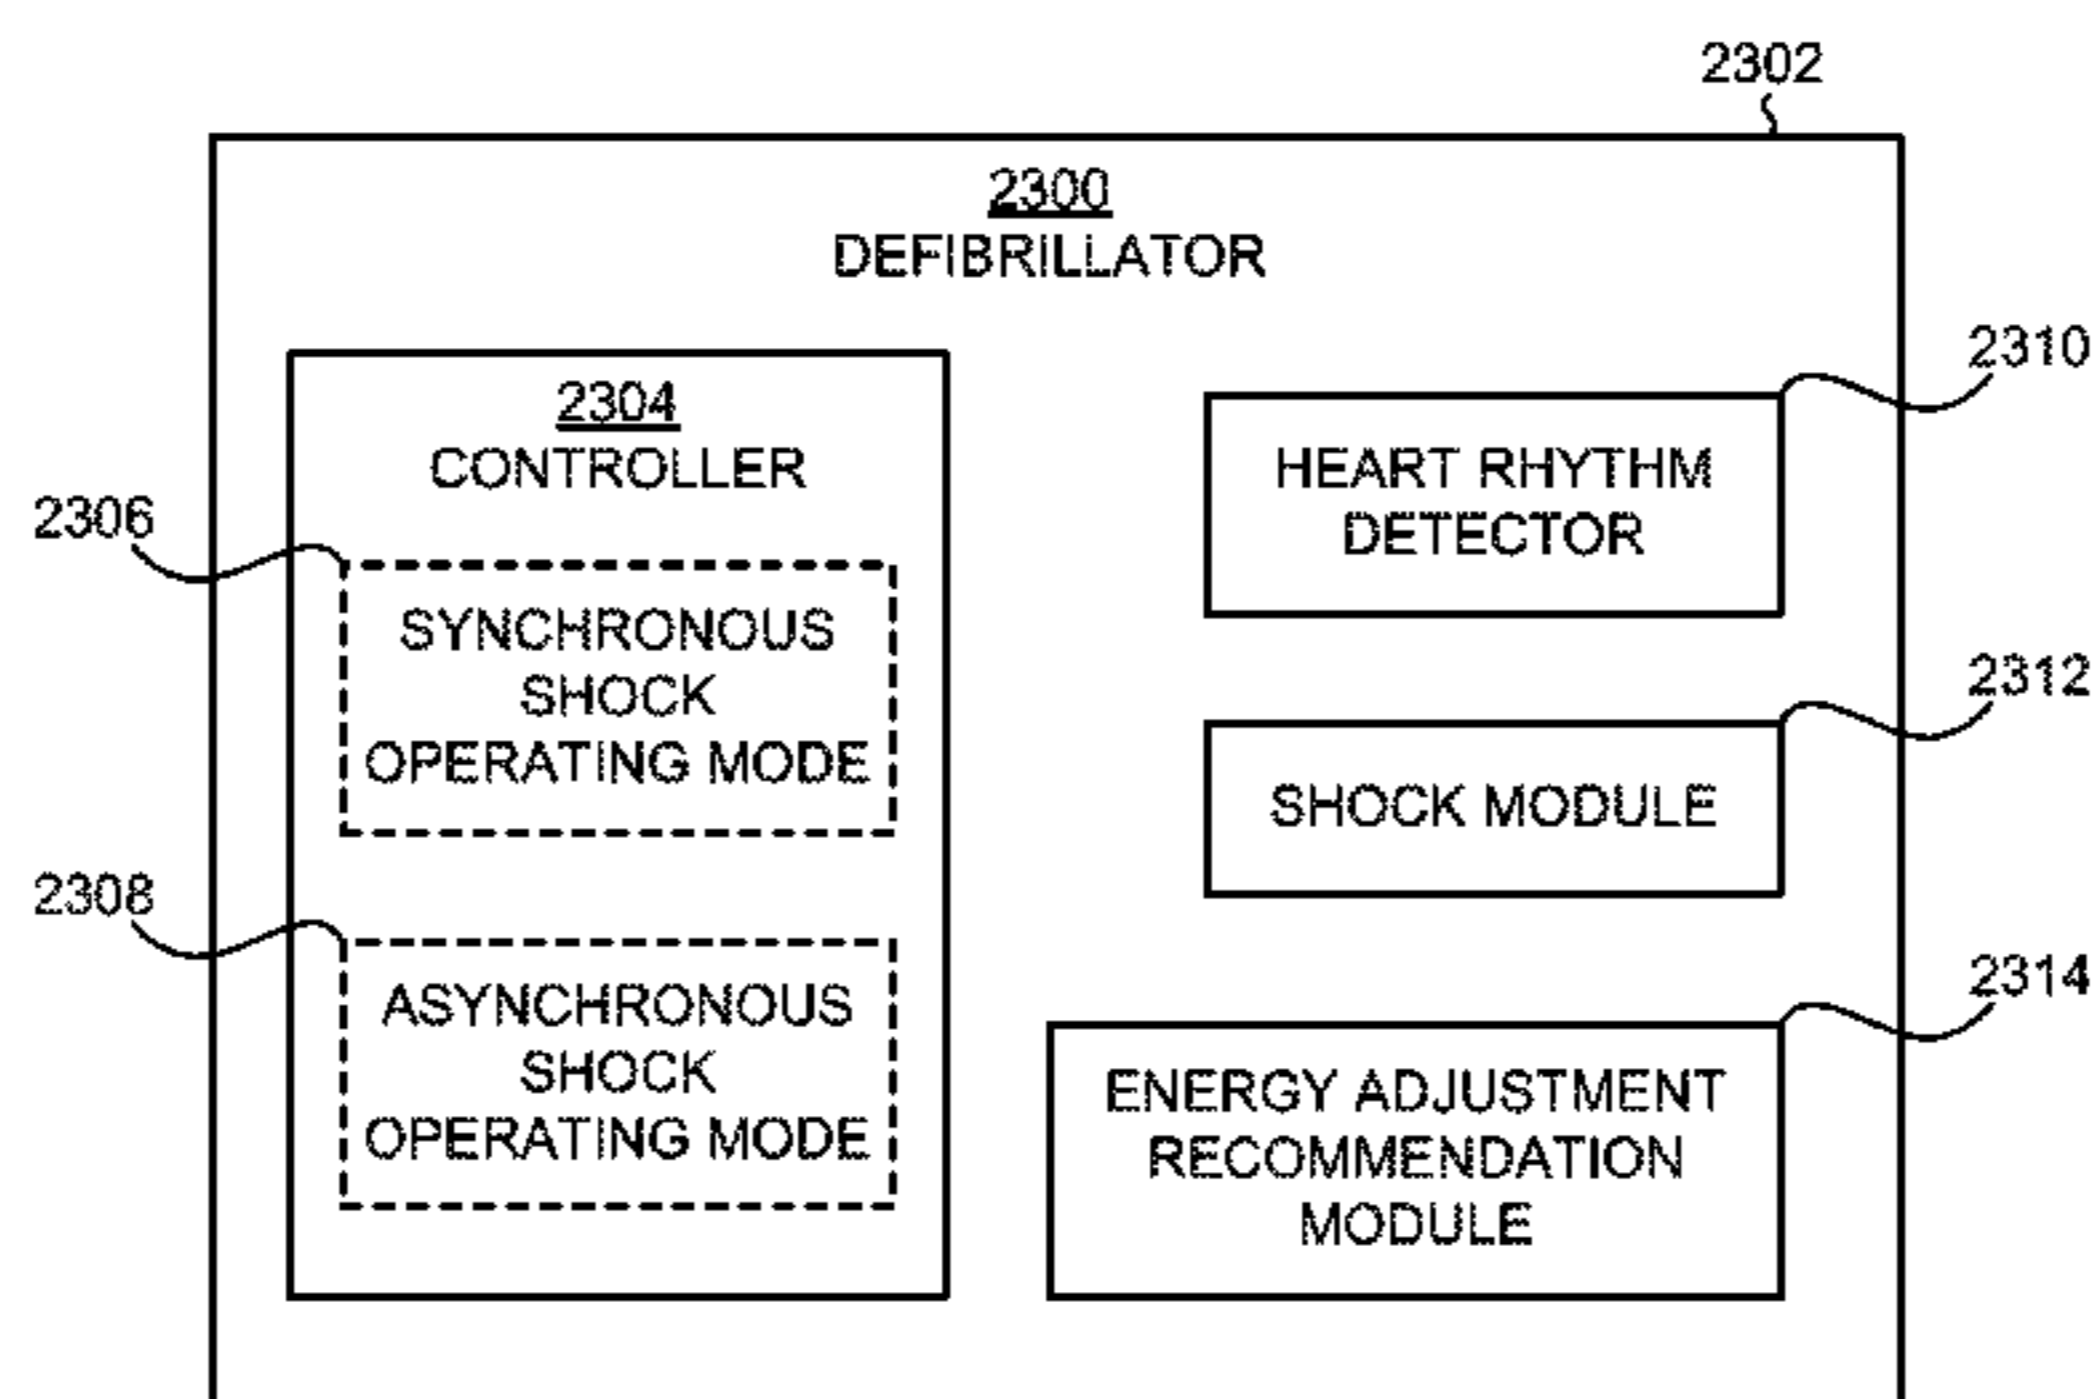 2302
2300
DEFIBRILLATOR
2304
CONTROLLER
2306
SYNCHRONOUS
SHOCK
OPERATING MODE
2308
ASYNCHRONOUS
SHOCK
OPERATING MODE
2310
HEART RHYTHM
DETECTOR
2312
SHOCK MODULE
2314
ENERGY ADJUSTMENT
RECOMMENDATION
MODULE